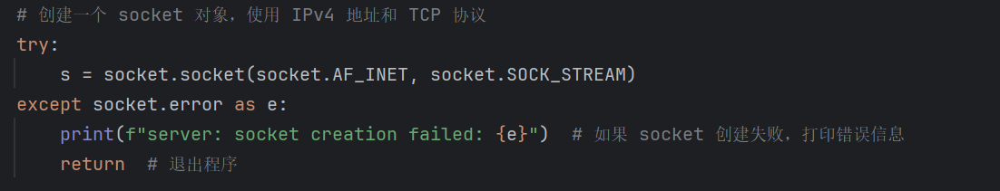 # 创建一个 socket 对象，使用 IPv4 地址和 TCP 协议
try:
    s = socket.socket(socket.AF_INET, socket.SOCK_STREAM)
except socket.error as e:
    print(f"server: socket creation failed: {e}")  # 如果 socket 创建失败，打印错误信息
    return  # 退出程序